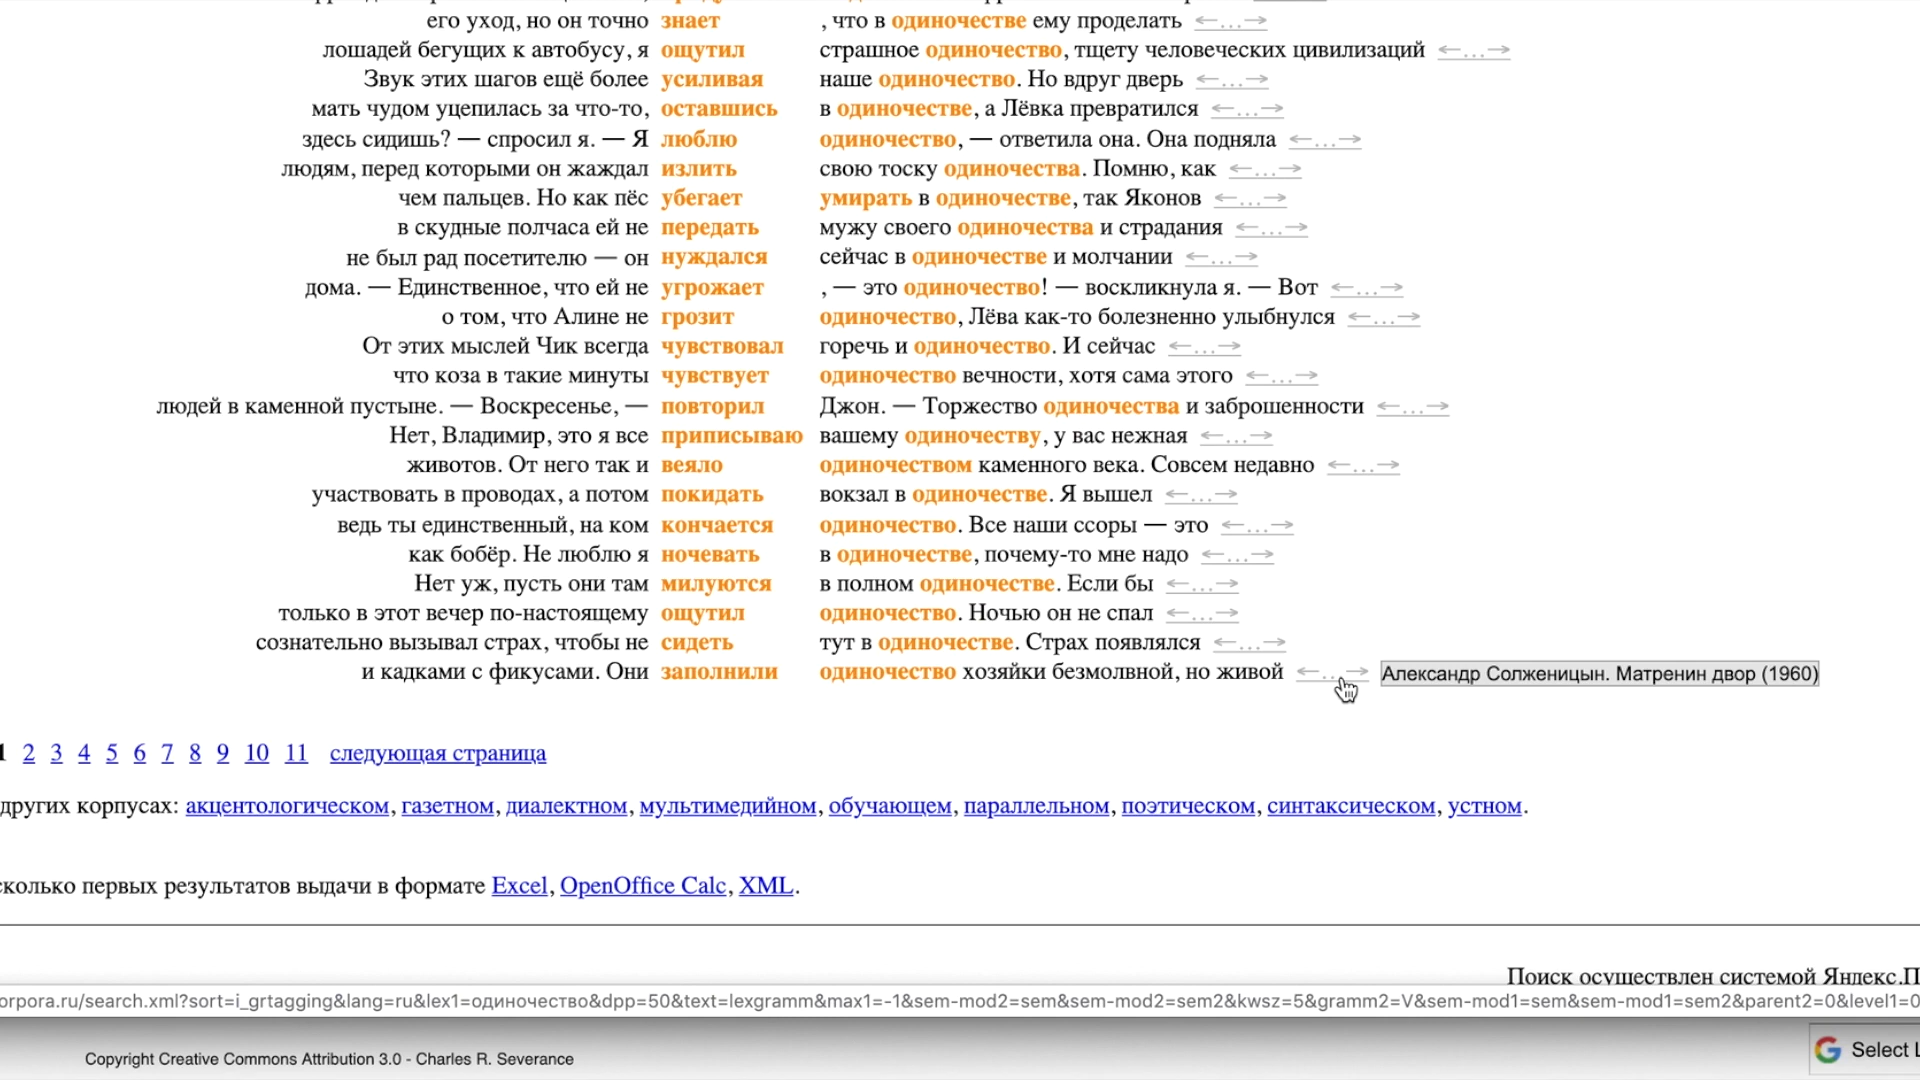 его уход, но он точно знает , что в одиночестве ему проделать ←…→
лошадей бегущих к автобусу, я ощутил страшное одиночество, тщету человеческих цивилизаций ←…→
Звук этих шагов ещё более усиливая наше одиночество. Но вдруг дверь ←…→
мать чудом уцепилась за что-то, оставшись в одиночестве, а Лёвка превратился ←…→
здесь сидишь? — спросил я. — Я люблю одиночество, — ответила она. Она подняла ←…→
людям, перед которыми он жаждал излить свою тоску одиночества. Помню, как ←…→
чем пальцев. Но как пёс убегает умирать в одиночестве, так Яконов ←…→
в скудные полчаса ей не передать мужу своего одиночества и страдания ←…→
не был рад посетителю — он нуждался сейчас в одиночестве и молчании ←…→
дома. — Единственное, что ей не угрожает , — это одиночество! — воскликнула я. — Вот ←…→
о том, что Алине не грозит одиночество, Лёва как-то болезненно улыбнулся ←…→
От этих мыслей Чик всегда чувствовал горечь и одиночество. И сейчас ←…→
что коза в такие минуты чувствует одиночество вечности, хотя сама этого ←…→
людей в каменной пустыне. — Воскресенье, — повторил Джон. — Торжество одиночества и заброшенности ←…→
Нет, Владимир, это я все приписываю вашему одиночеству, у вас нежная ←…→
животов. От него так и веяло одиночеством каменного века. Совсем недавно ←…→
участвовать в проводах, а потом покидать вокзал в одиночестве. Я вышел ←…→
ведь ты единственный, на ком кончается одиночество. Все наши ссоры — это ←…→
как бобёр. Не люблю я ночевать в одиночестве, почему-то мне надо ←…→
Нет уж, пусть они там милуются в полном одиночестве. Если бы ←…→
только в этот вечер по-настоящему ощутил одиночество. Ночью он не спал ←…→
сознательно вызывал страх, чтобы не сидеть тут в одиночестве. Страх появлялся ←…→
и кадками с фикусами. Они заполнили одиночество хозяйки безмолвной, но живой ←…→ Александр Солженицын. Матренин двор (1960)
1 2 3 4 5 6 7 8 9 10 11 следующая страница
других корпусах: акцентологическом, газетном, диалектном, мультимедийном, обучающем, параллельном, поэтическом, синтаксическом, устном.
сколько первых результатов выдачи в формате Excel, OpenOffice Calc, XML.
Поиск осуществлен системой Яндекс.П
orpora.ru/search.xml?sort=i_grtagging&lang=ru&lex1=одиночество&dpp=50&text=lexgramm&max1=-1&sem-mod2=sem&sem-mod2=sem2&kwsz=5&gramm2=V&sem-mod1=sem&sem-mod1=sem2&parent2=0&level1=0
Copyright Creative Commons Attribution 3.0 - Charles R. Severance
Select L